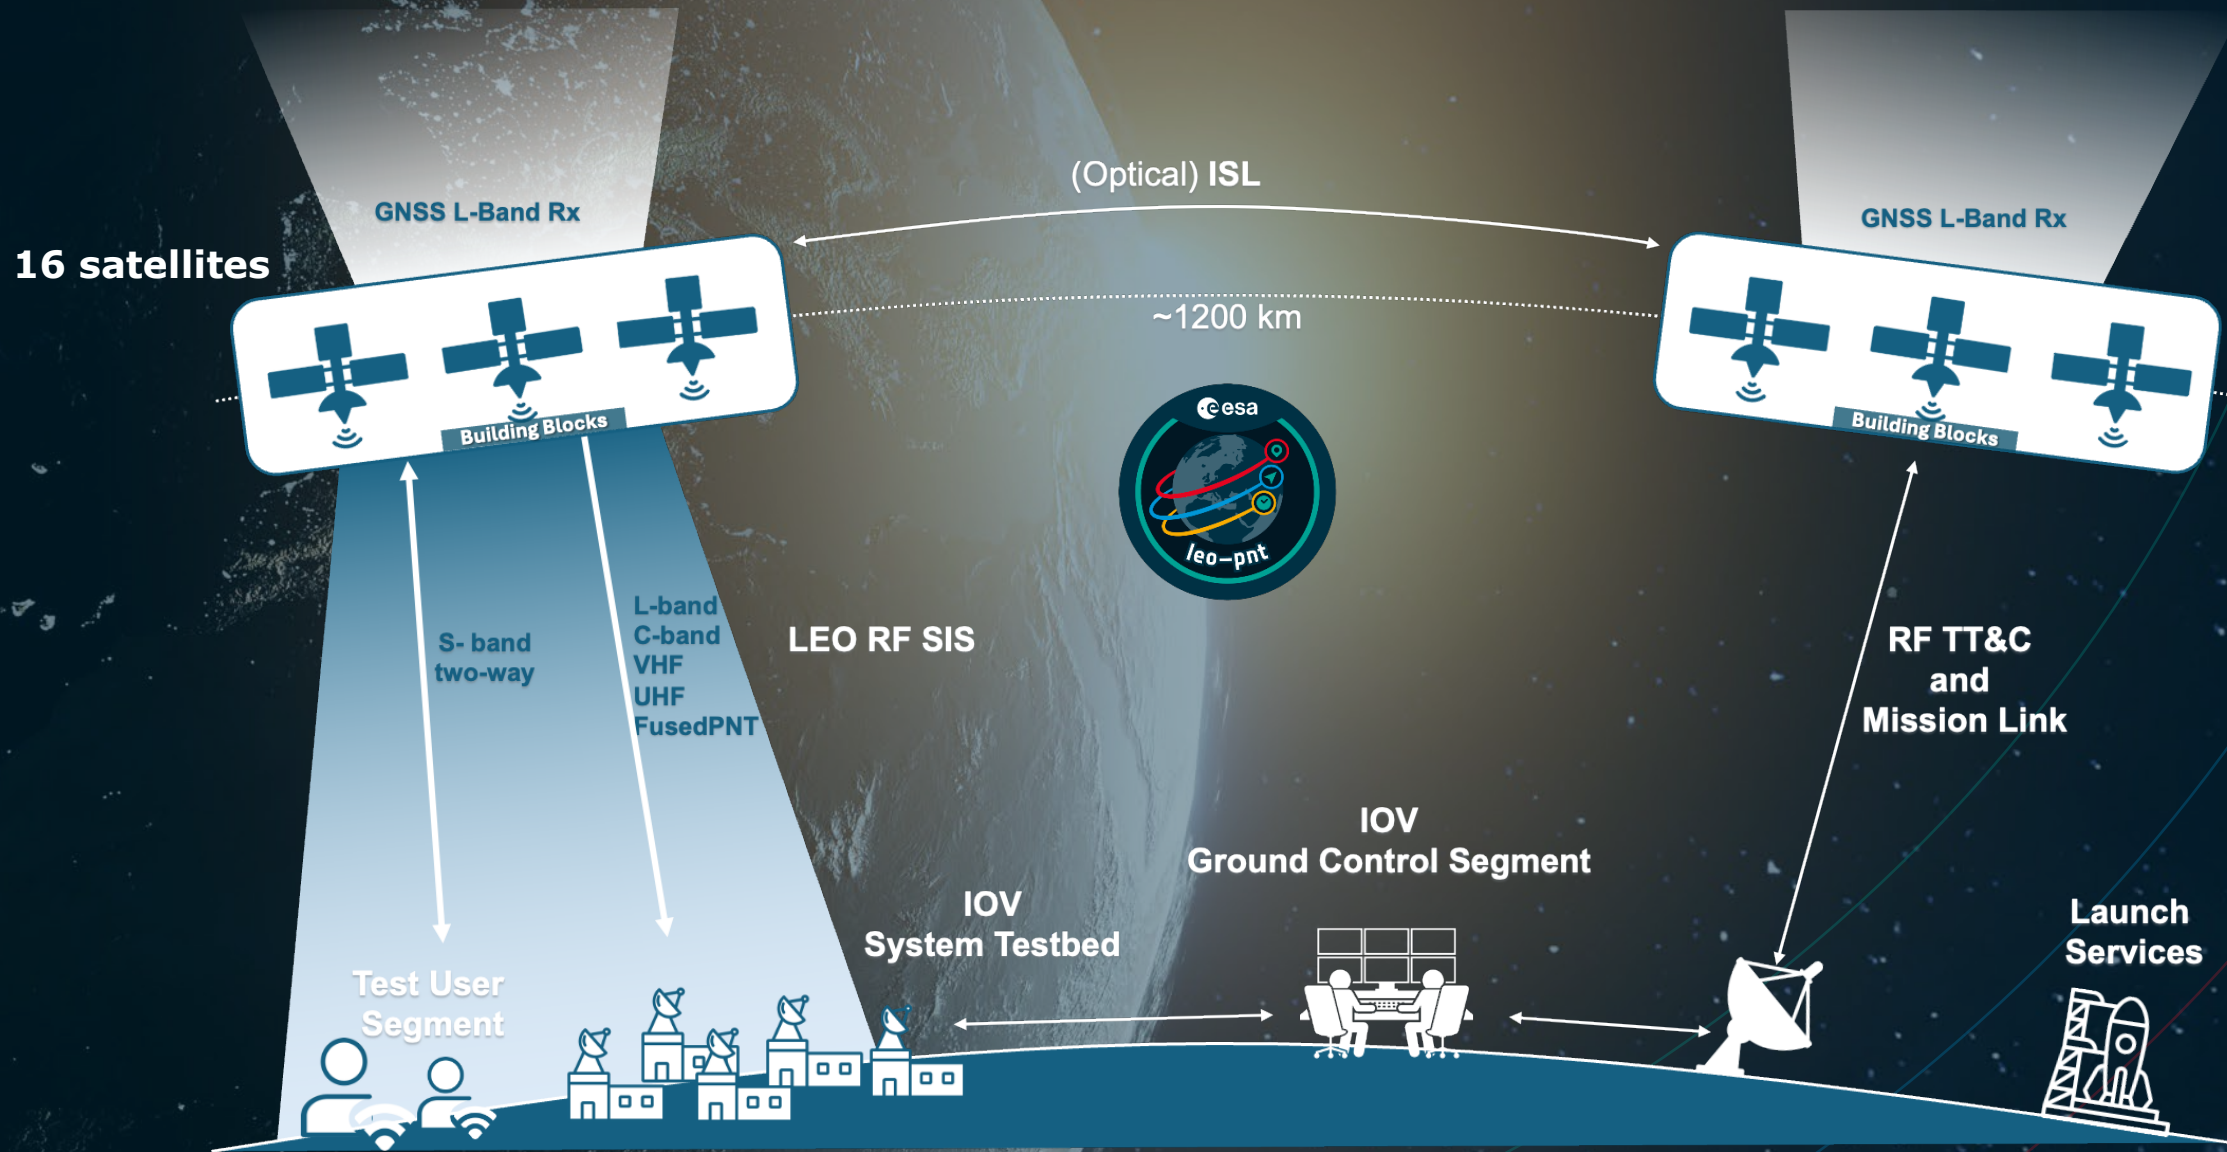 (Optical) ISL
GNSS L-Band Rx
GNSS L-Band Rx
16 satellites
~1200 km
Building Blocks
Building Blocks
esa
leo-pnt
L-band
C-band
VHF
UHF
FusedPNT
S- band
two-way
LEO RF SIS
RF TT&C
and
Mission Link
IOV
Ground Control Segment
IOV
System Testbed
Launch
Services
Test User
Segment